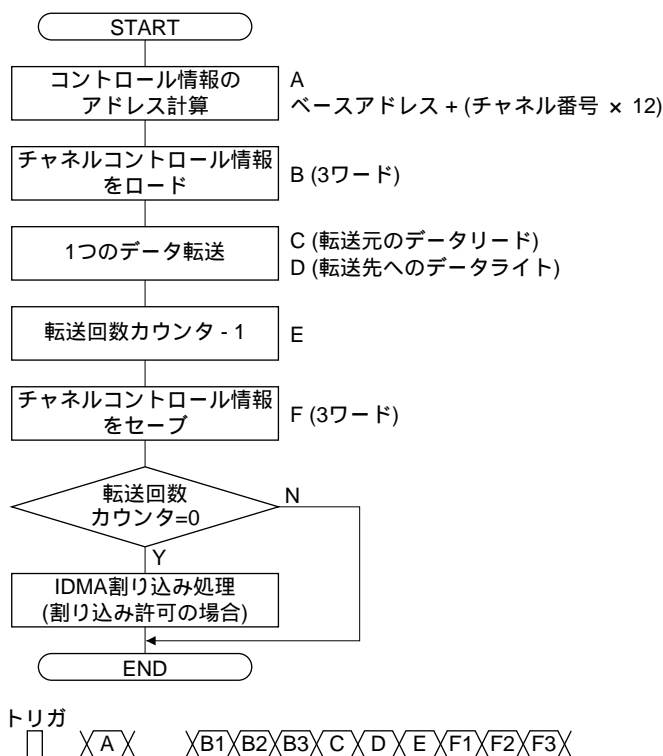 START
コントロール情報の
アドレス計算
A
ベースアドレス + (チャネル番号 × 12)
チャネルコントロール情報
をロード
B (3ワード)
1つのデータ転送
C (転送元のデータリード)
D (転送先へのデータライト)
転送回数カウンタ - 1
E
チャネルコントロール情報
をセーブ
F (3ワード)
転送回数
カウンタ=0
N
Y
IDMA割り込み処理
(割り込み許可の場合)
END
トリガ
A B1 B2 B3 C D E F1 F2 F3